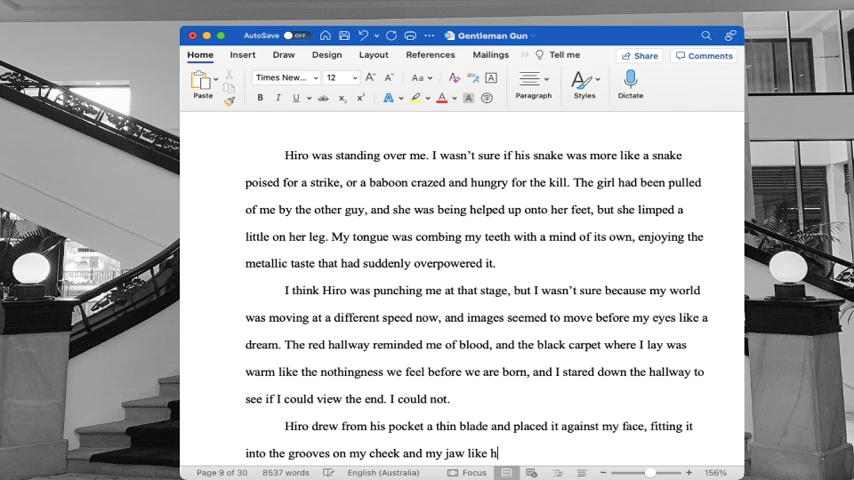 AutoSave OFF Gentleman Gun
Home Insert Draw Design Layout References Mailings >> Tell me Share Comments
Paste Times New... 12 Aa Paragraph Styles Dictate
B I U ab x₂ x² A A A
Hiro was standing over me. I wasn't sure if his snake was more like a snake
poised for a strike, or a baboon crazed and hungry for the kill. The girl had been pulled
of me by the other guy, and she was being helped up onto her feet, but she limped a
little on her leg. My tongue was combing my teeth with a mind of its own, enjoying the
metallic taste that had suddenly overpowered it.
I think Hiro was punching me at that stage, but I wasn't sure because my world
was moving at a different speed now, and images seemed to move before my eyes like a
dream. The red hallway reminded me of blood, and the black carpet where I lay was
warm like the nothingness we feel before we are born, and I stared down the hallway to
see if I could view the end. I could not.
Hiro drew from his pocket a thin blade and placed it against my face, fitting it
into the grooves on my cheek and my jaw like h
Page 9 of 30 8537 words English (Australia) Focus 156%